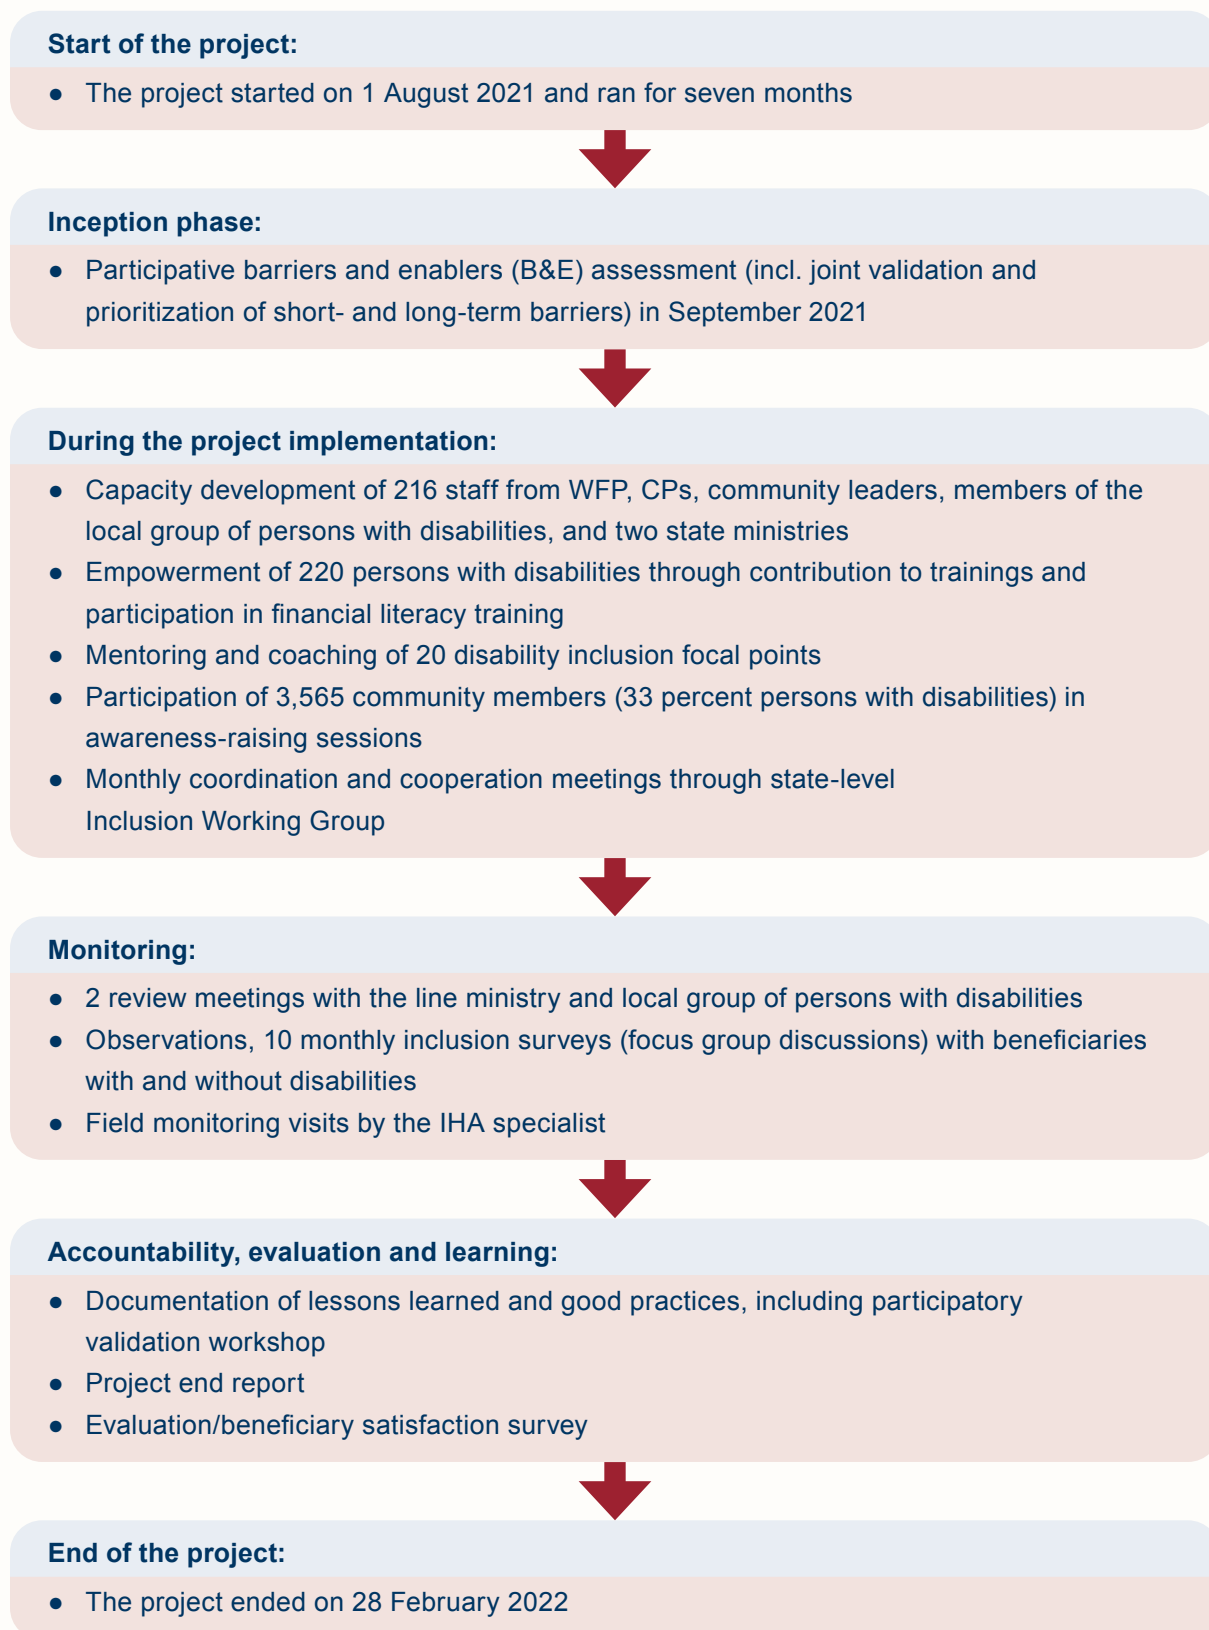 Start of the project:
● The project started on 1 August 2021 and ran for seven months
Inception phase:
● Participative barriers and enablers (B&E) assessment (incl. joint validation and
prioritization of short- and long-term barriers) in September 2021
During the project implementation:
● Capacity development of 216 staff from WFP, CPs, community leaders, members of the
local group of persons with disabilities, and two state ministries
● Empowerment of 220 persons with disabilities through contribution to trainings and
participation in financial literacy training
● Mentoring and coaching of 20 disability inclusion focal points
● Participation of 3,565 community members (33 percent persons with disabilities) in
awareness-raising sessions
● Monthly coordination and cooperation meetings through state-level
Inclusion Working Group
Monitoring:
● 2 review meetings with the line ministry and local group of persons with disabilities
● Observations, 10 monthly inclusion surveys (focus group discussions) with beneficiaries
with and without disabilities
● Field monitoring visits by the IHA specialist
Accountability, evaluation and learning:
● Documentation of lessons learned and good practices, including participatory
validation workshop
● Project end report
● Evaluation/beneficiary satisfaction survey
End of the project:
● The project ended on 28 February 2022